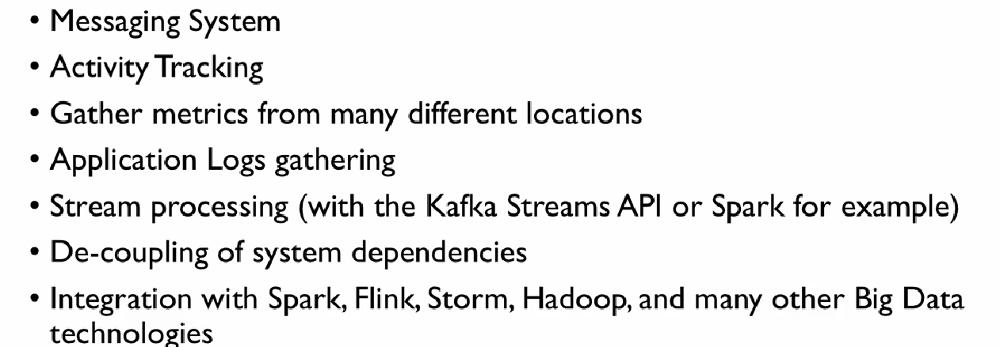 • Messaging System
• Activity Tracking
• Gather metrics from many different locations
• Application Logs gathering
• Stream processing (with the Kafka Streams API or Spark for example)
• De-coupling of system dependencies
• Integration with Spark, Flink, Storm, Hadoop, and many other Big Data
technologies